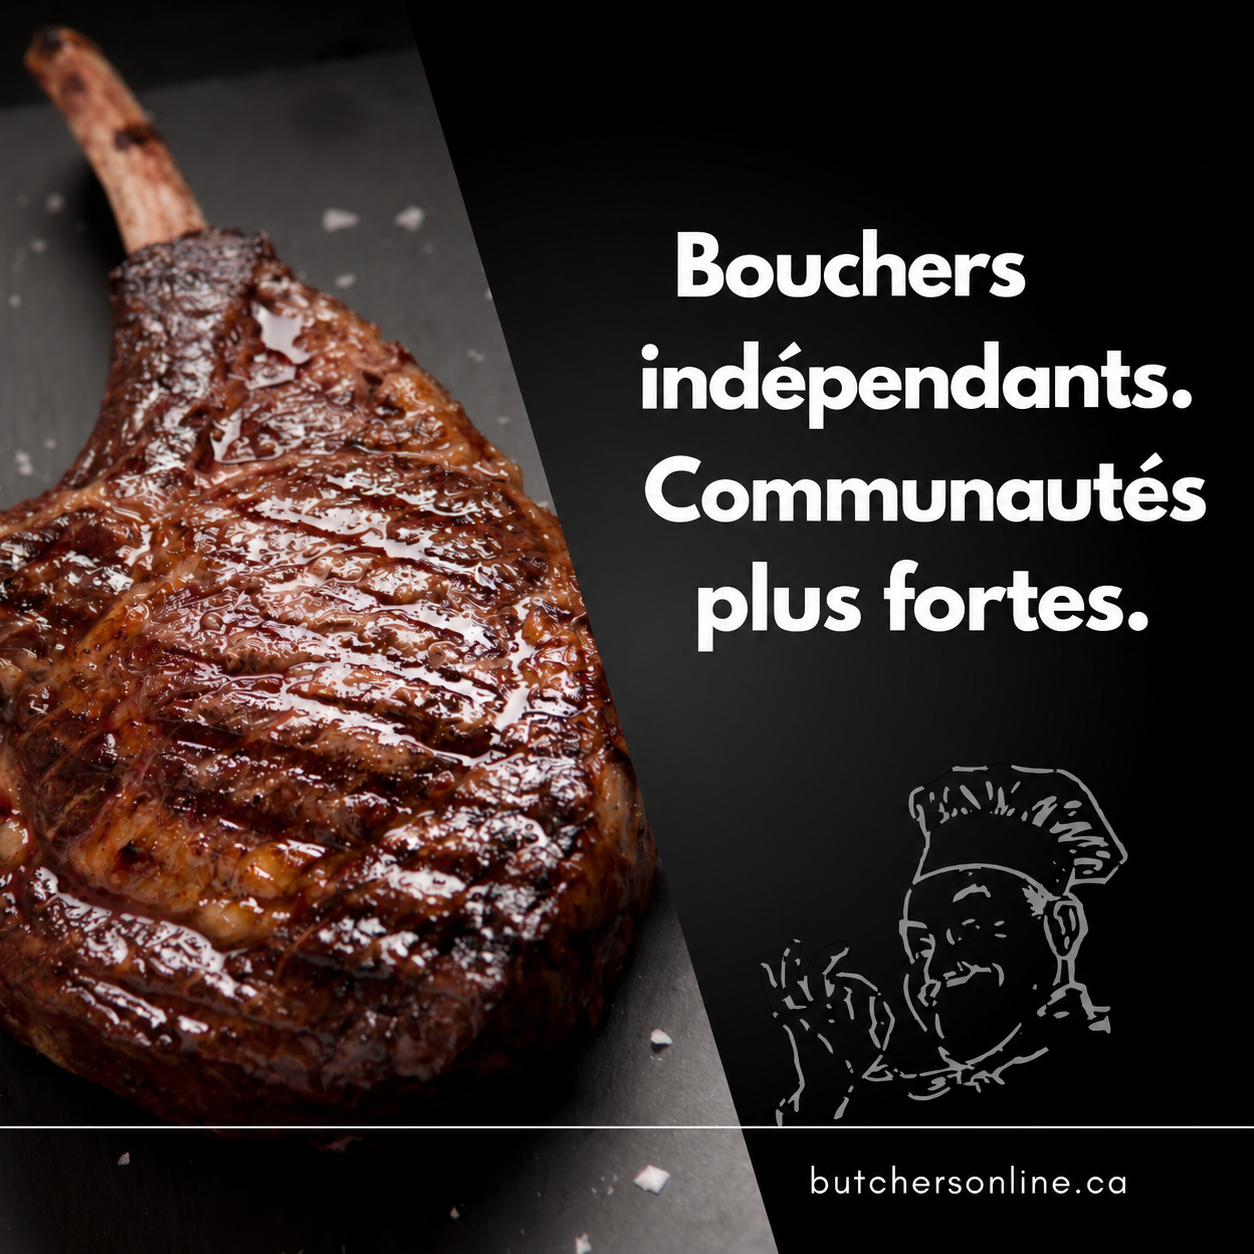 Bouchers
indépendants.
Communautés
plus fortes.
butchersonline.ca